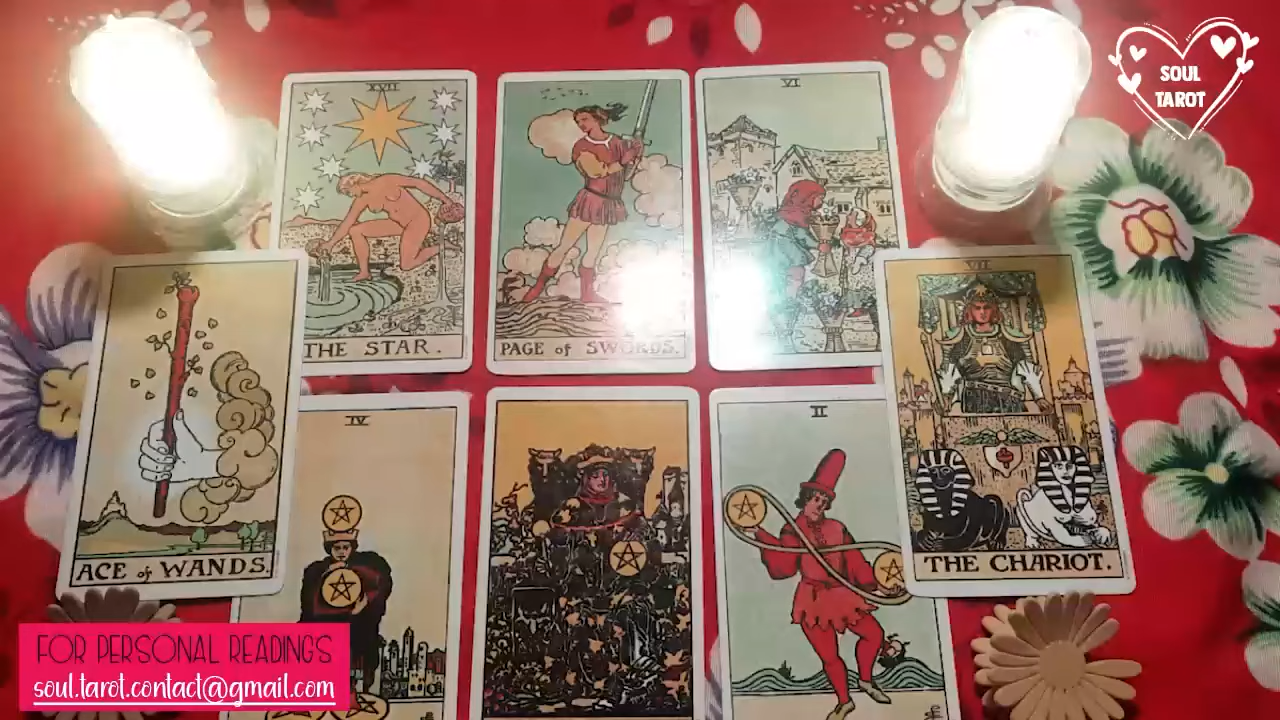 SOUL
TAROT
XVII
THE STAR.
PAGE of SWORDS.
VI
ACE of WANDS.
IV
II
VII
THE CHARIOT.
FOR PERSONAL READINGS
soul.tarot.contact@gmail.com